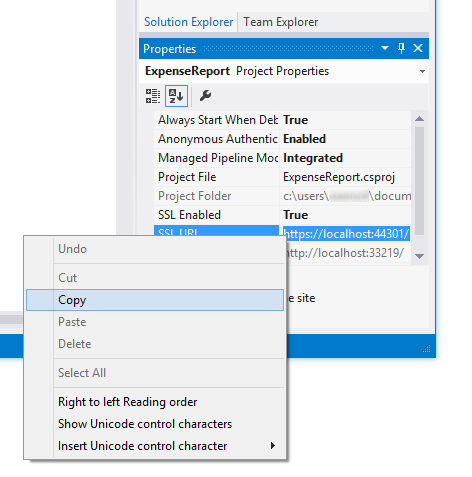 Solution Explorer Team Explorer
Properties
ExpenseReport Project Properties
Always Start When Deb True
Anonymous Authentic Enabled
Managed Pipeline Moc Integrated
Project File ExpenseReport.csproj
Project Folder c:\users\ \docum
SSL Enabled True
SSL URL https://localhost:44301/
http://localhost:33219/
e site
Undo
Cut
Copy
Paste
Delete
Select All
Right to left Reading order
Show Unicode control characters
Insert Unicode control character